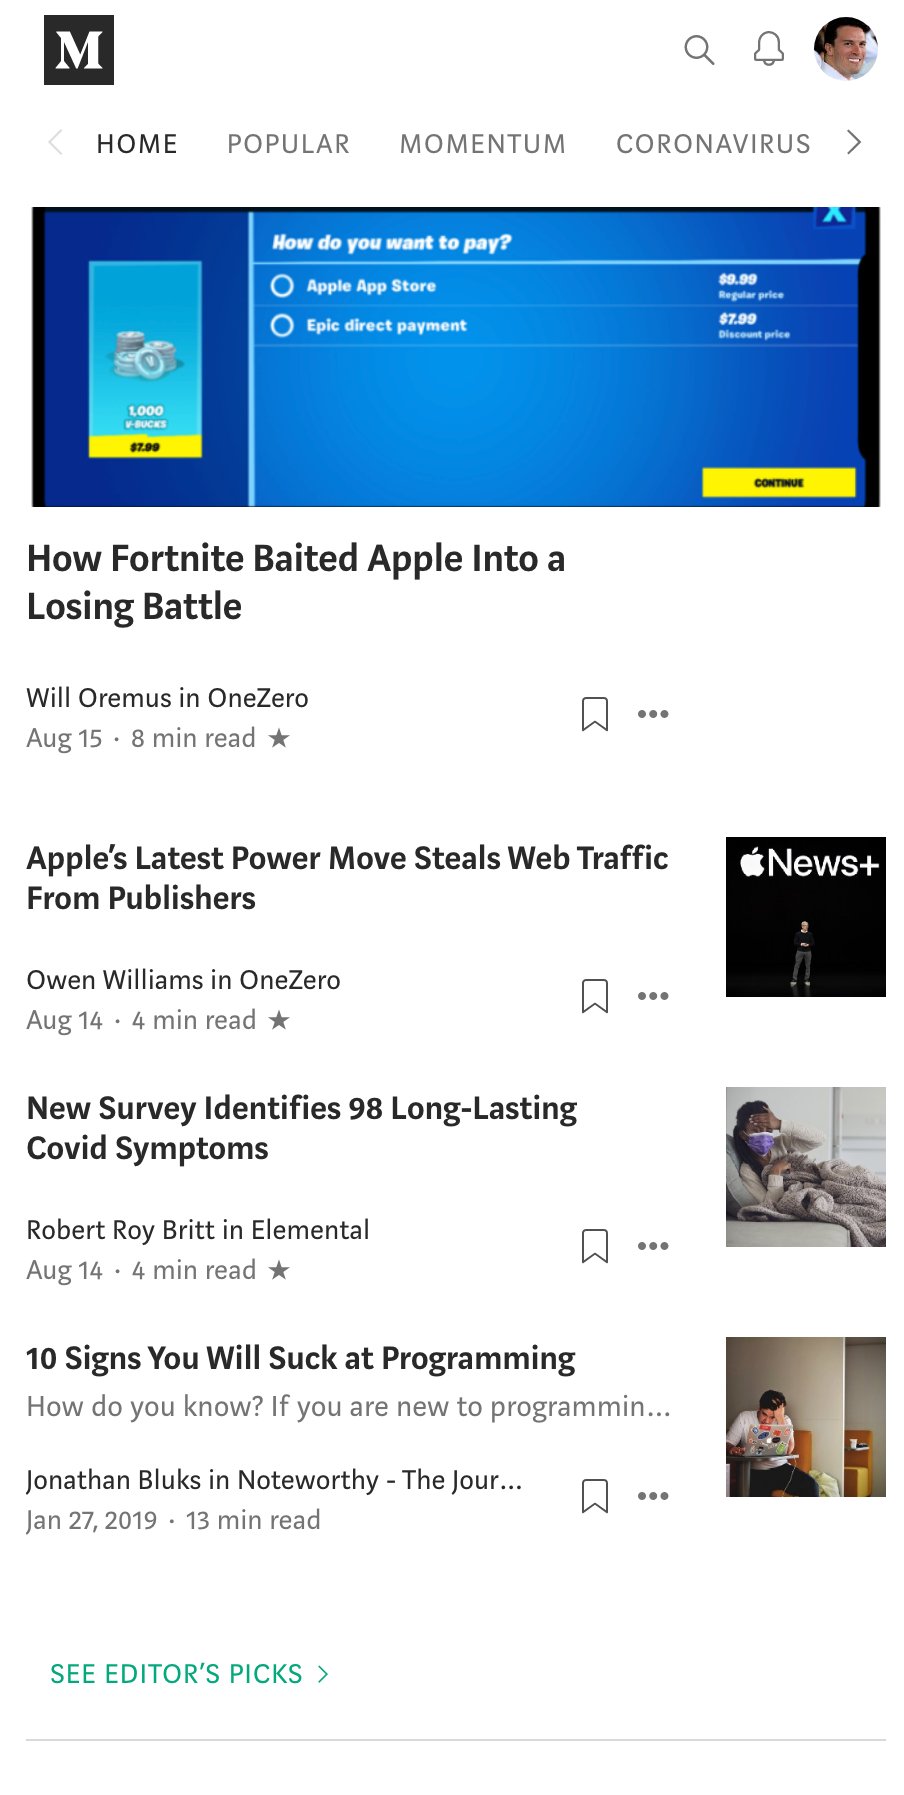 M
HOME POPULAR MOMENTUM CORONAVIRUS
X
How do you want to pay?
Apple App Store $9.99
Regular price
Epic direct payment $7.99
Discount price
1,000
V-BUCKS
$7.99
CONTINUE
How Fortnite Baited Apple Into a
Losing Battle
Will Oremus in OneZero
Aug 15 · 8 min read ★
Apple’s Latest Power Move Steals Web Traffic
From Publishers
News+
Owen Williams in OneZero
Aug 14 · 4 min read ★
New Survey Identifies 98 Long-Lasting
Covid Symptoms
Robert Roy Britt in Elemental
Aug 14 · 4 min read ★
10 Signs You Will Suck at Programming
How do you know? If you are new to programmin...
Jonathan Bluks in Noteworthy - The Jour...
Jan 27, 2019 · 13 min read
SEE EDITOR’S PICKS